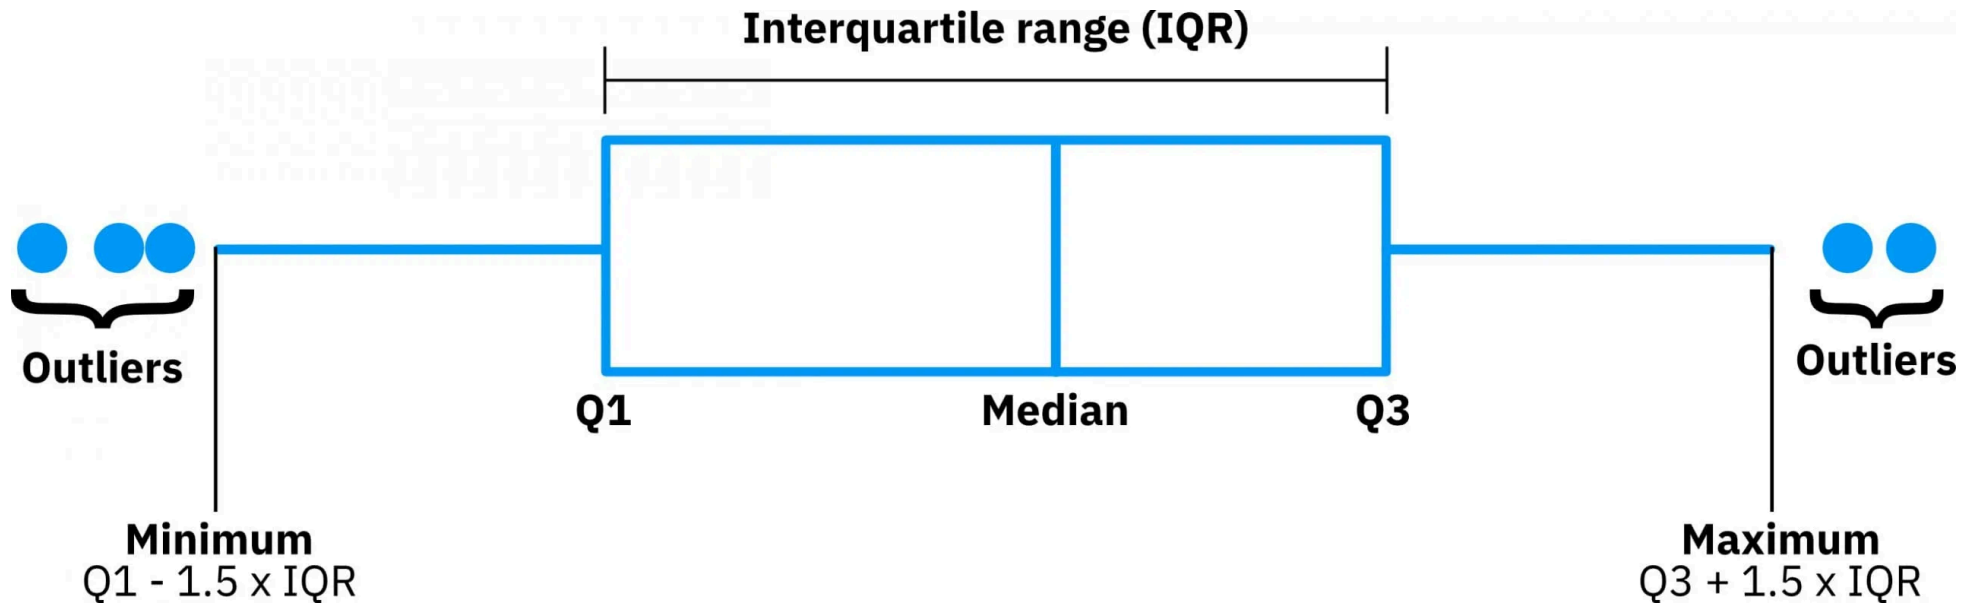 Interquartile range (IQR)
Outliers
Outliers
Q1
Median
Q3
Minimum
Q1 - 1.5 x IQR
Maximum
Q3 + 1.5 x IQR